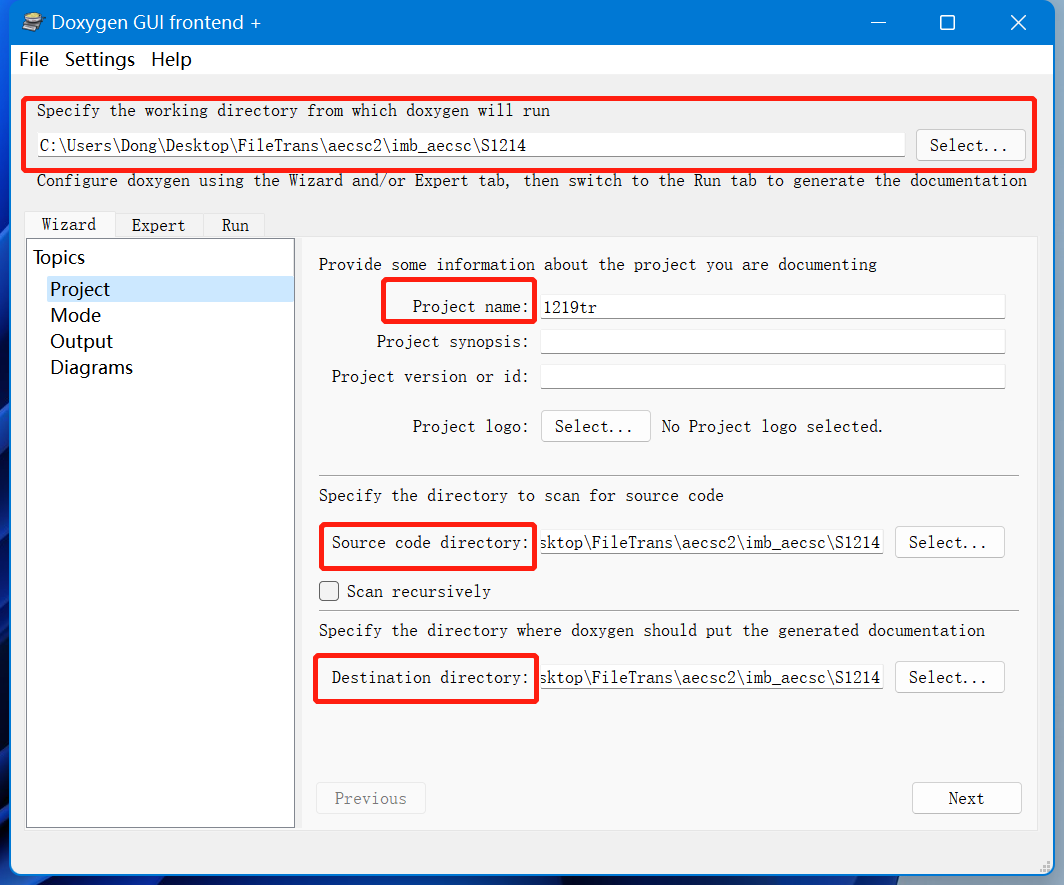 Doxygen GUI frontend +
File Settings Help
Specify the working directory from which doxygen will run
C:\Users\Dong\Desktop\FileTrans\aecsc2\imb_aecsc\S1214 Select...
Configure doxygen using the Wizard and/or Expert tab, then switch to the Run tab to generate the documentation
Wizard Expert Run
Topics
Project
Mode
Output
Diagrams
Provide some information about the project you are documenting
Project name: 1219tr
Project synopsis:
Project version or id:
Project logo: Select... No Project logo selected.
Specify the directory to scan for source code
Source code directory: sktop\FileTrans\aecsc2\imb_aecsc\S1214 Select...
Scan recursively
Specify the directory where doxygen should put the generated documentation
Destination directory: sktop\FileTrans\aecsc2\imb_aecsc\S1214 Select...
Previous Next